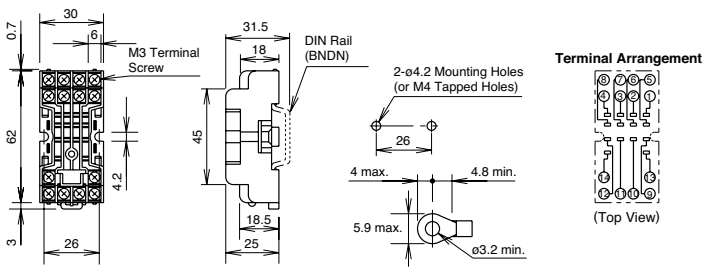 30
6
0.7
M3 Terminal
Screw
62
4.2
3
26
31.5
18
DIN Rail
(BNDN)
45
18.5
25
2-ø4.2 Mounting Holes
(or M4 Tapped Holes)
26
4 max.
4.8 min.
5.9 max.
ø3.2 min.
Terminal Arrangement
8 7 6 5
4 3 2 1
14 13
12 11 10 9
(Top View)